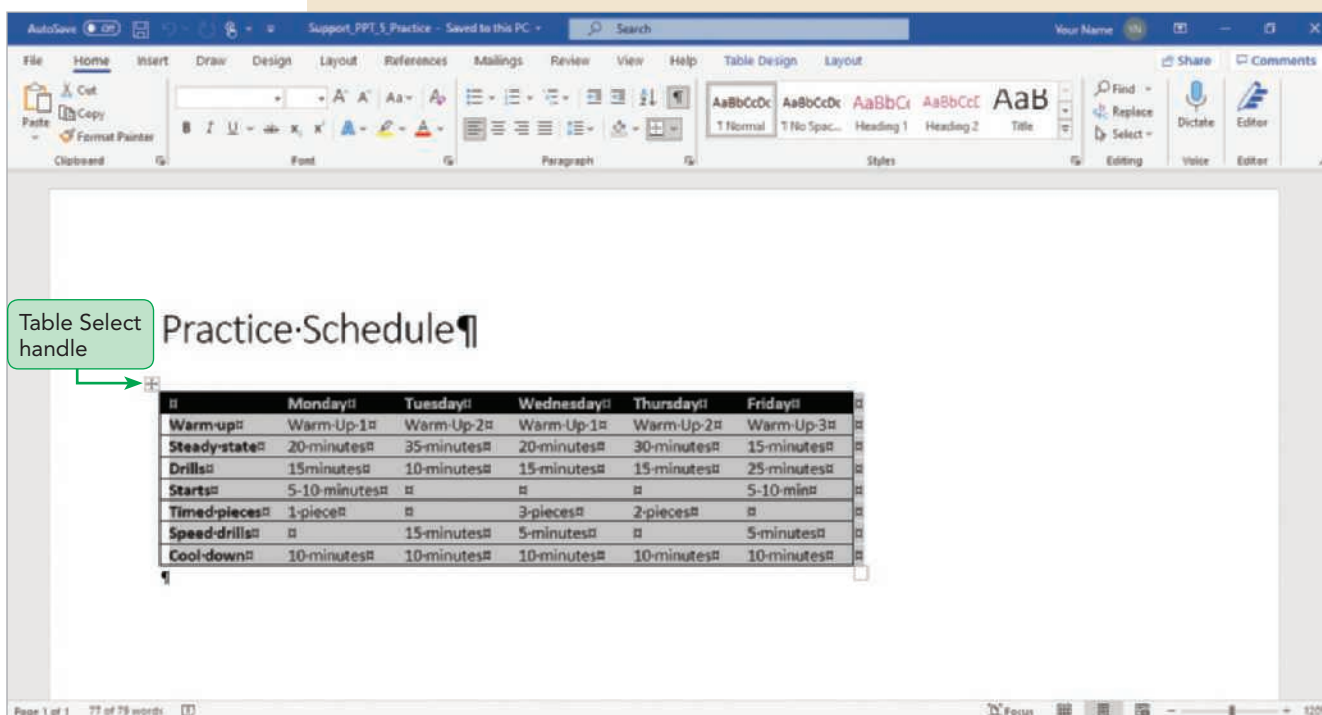 AutoSave Off Support_PPT_5_Practice - Saved to this PC Search Your Name YN
File Home Insert Draw Design Layout References Mailings Review View Help Table Design Layout Share Comments
Paste Cut Copy Format Painter
Clipboard
B I U ab x x A A A Aa A
Font
Paragraph
AaBbCcDc AaBbCcDc AaBbCc AaBbCcE AaB
¶ Normal ¶ No Spac... Heading 1 Heading 2 Title
Styles
Find Replace Select
Editing
Dictate
Voice
Editor
Editor
Table Select
handle
Practice·Schedule¶
¤ Monday¤ Tuesday¤ Wednesday¤ Thursday¤ Friday¤ ¤
Warm·up¤ Warm-Up·1¤ Warm-Up·2¤ Warm-Up·1¤ Warm-Up·2¤ Warm-Up·3¤ ¤
Steady·state¤ 20·minutes¤ 35·minutes¤ 20·minutes¤ 30·minutes¤ 15·minutes¤ ¤
Drills¤ 15minutes¤ 10·minutes¤ 15·minutes¤ 15·minutes¤ 25·minutes¤ ¤
Starts¤ 5-10·minutes¤ ¤ ¤ ¤ 5-10·min¤ ¤
Timed·pieces¤ 1·piece¤ ¤ 3·pieces¤ 2·pieces¤ ¤ ¤
Speed·drills¤ ¤ 15·minutes¤ 5·minutes¤ ¤ 5·minutes¤ ¤
Cool·down¤ 10·minutes¤ 10·minutes¤ 10·minutes¤ 10·minutes¤ 10·minutes¤ ¤
¶
Page 1 of 1 77 of 79 words Focus 120%